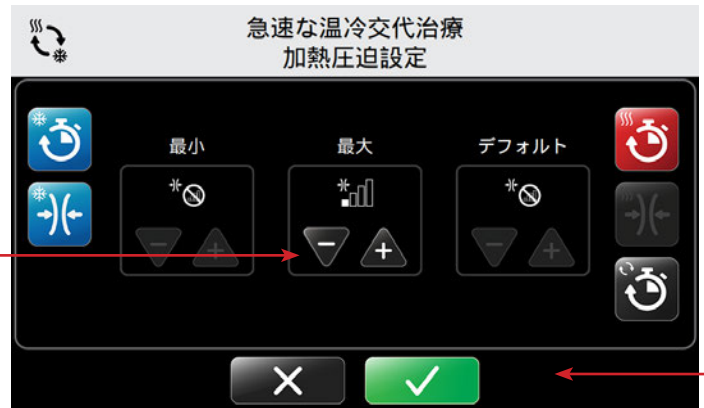 急速な温冷交代治療
加熱圧迫設定
最小
最大
デフォルト